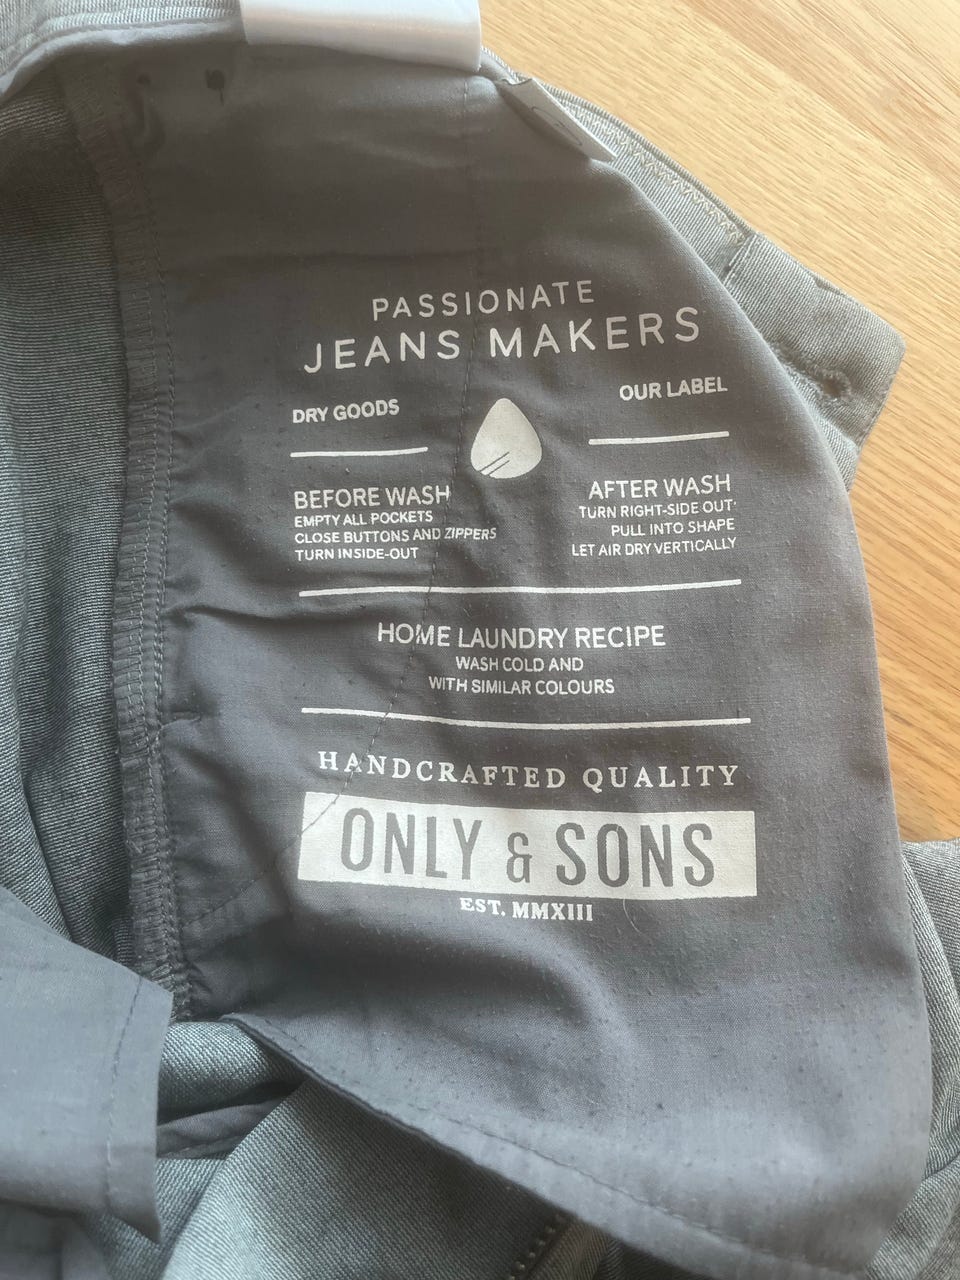 PASSIONATE
JEANS MAKERS
DRY GOODS
OUR LABEL
BEFORE WASH
EMPTY ALL POCKETS
CLOSE BUTTONS AND ZIPPERS
TURN INSIDE-OUT
AFTER WASH
TURN RIGHT-SIDE OUT
PULL INTO SHAPE
LET AIR DRY VERTICALLY
HOME LAUNDRY RECIPE
WASH COLD AND
WITH SIMILAR COLOURS
HANDCRAFTED QUALITY
ONLY & SONS
EST. MMXIII